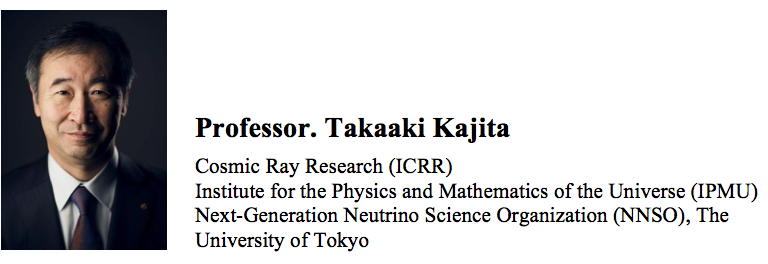 Professor. Takaaki Kajita
Cosmic Ray Research (ICRR)
Institute for the Physics and Mathematics of the Universe (IPMU)
Next-Generation Neutrino Science Organization (NNSO), The
University of Tokyo